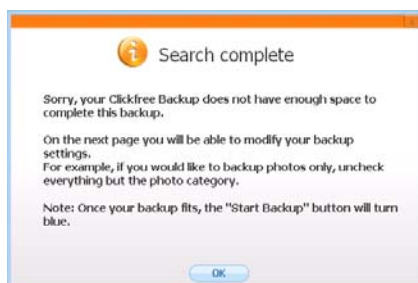 Search complete
Sorry, your Clickfree Backup does not have enough space to
complete this backup.
On the next page you will be able to modify your backup
settings.
For example, if you would like to backup photos only, uncheck
everything but the photo category.
Note: Once your backup fits, the "Start Backup" button will turn
blue.
OK